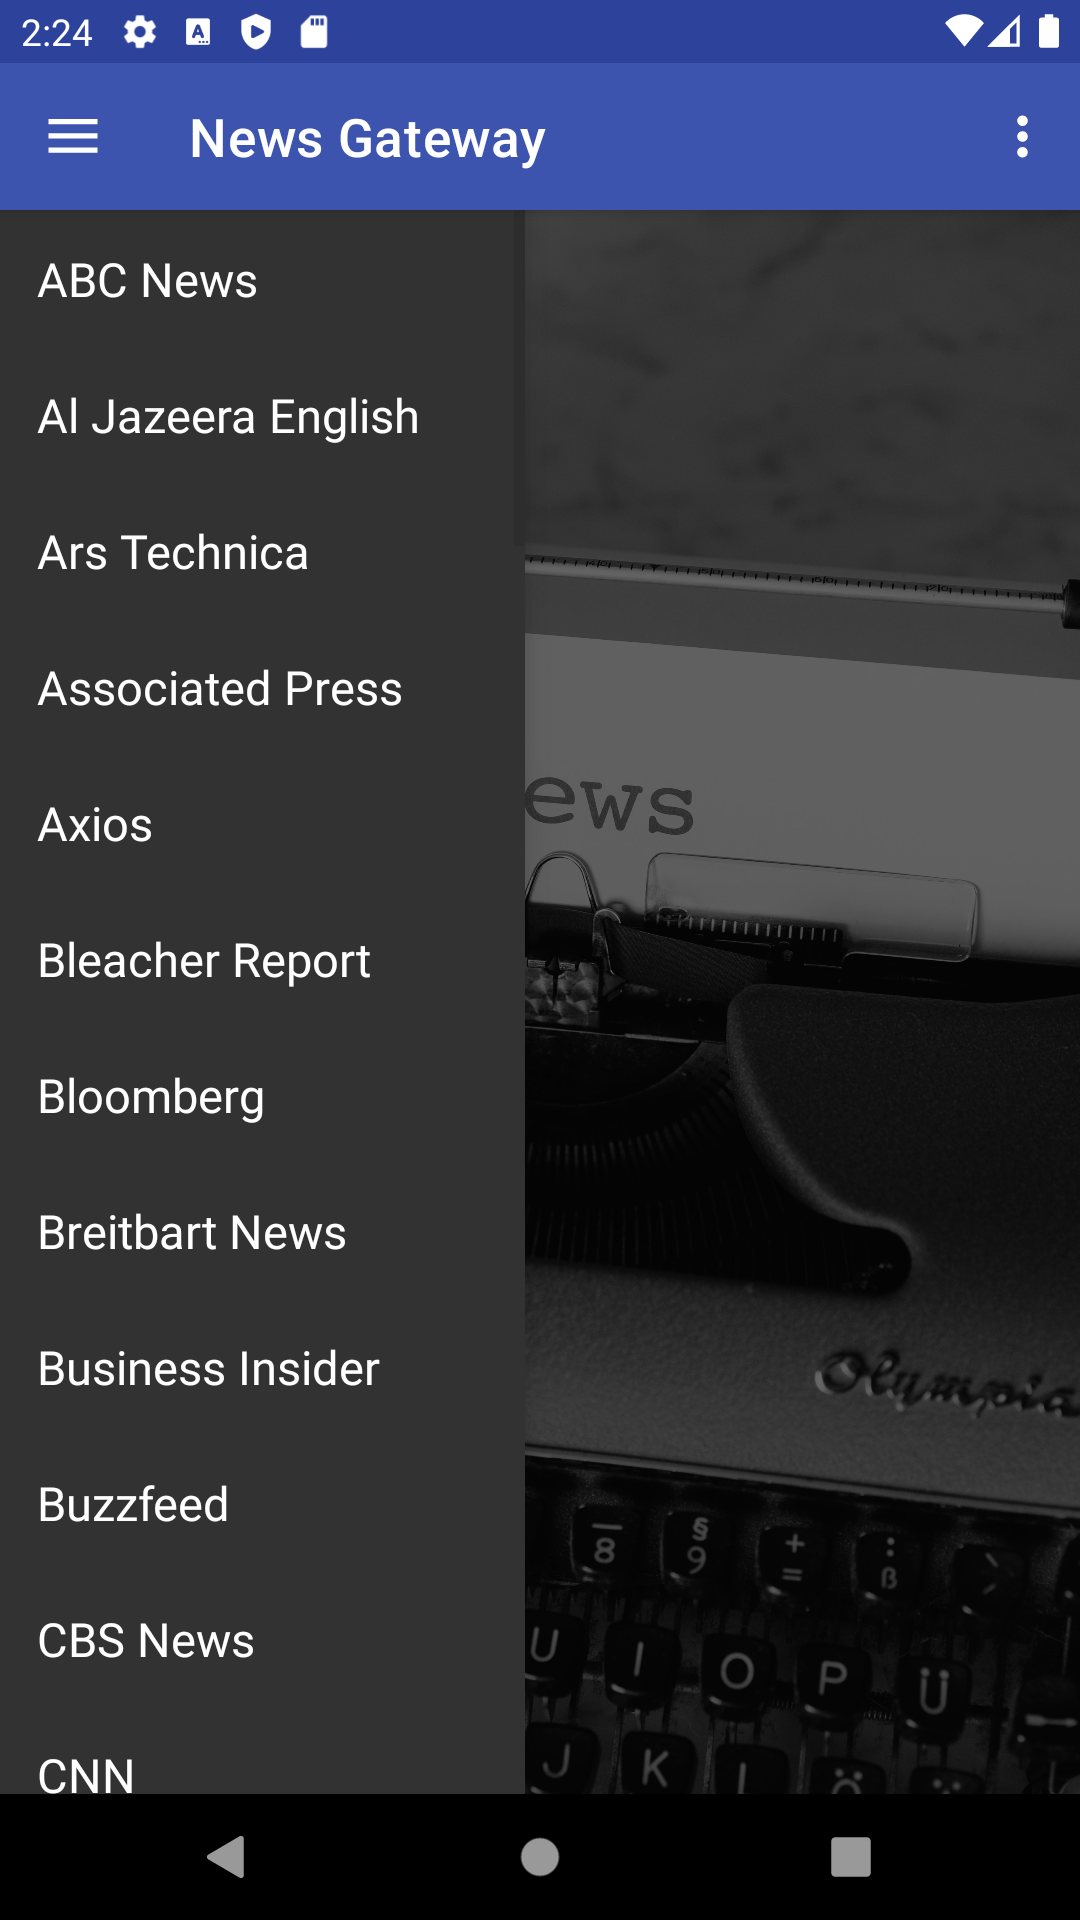 2:24
News Gateway
ABC News
Al Jazeera English
Ars Technica
Associated Press
Axios
Bleacher Report
Bloomberg
Breitbart News
Business Insider
Buzzfeed
CBS News
CNN
ews
Olympia
8 § 9 + = : ß
U I O P Ü
J K L Ö